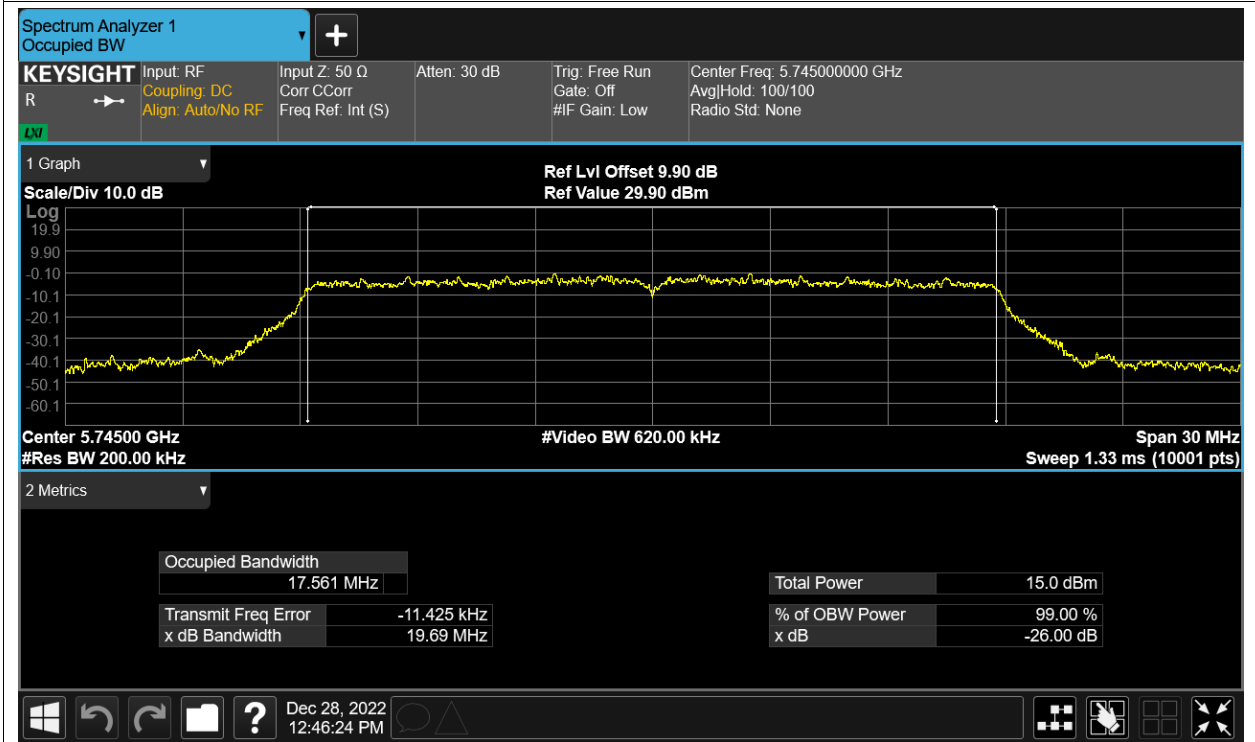 Spectrum Analyzer 1
Occupied BW
KEYSIGHT
R
LXI
Input: RF
Coupling: DC
Align: Auto/No RF
Input Z: 50 Ω
Corr CCorr
Freq Ref: Int (S)
Atten: 30 dB
Trig: Free Run
Gate: Off
#IF Gain: Low
Center Freq: 5.745000000 GHz
Avg|Hold: 100/100
Radio Std: None
1 Graph
Scale/Div 10.0 dB
Ref Lvl Offset 9.90 dB
Ref Value 29.90 dBm
Log
19.9
9.90
-0.10
-10.1
-20.1
-30.1
-40.1
-50.1
-60.1
Center 5.74500 GHz
#Res BW 200.00 kHz
#Video BW 620.00 kHz
Span 30 MHz
Sweep 1.33 ms (10001 pts)
2 Metrics
Occupied Bandwidth
17.561 MHz
Transmit Freq Error -11.425 kHz
x dB Bandwidth 19.69 MHz
Total Power 15.0 dBm
% of OBW Power 99.00 %
x dB -26.00 dB
?
Dec 28, 2022
12:46:24 PM